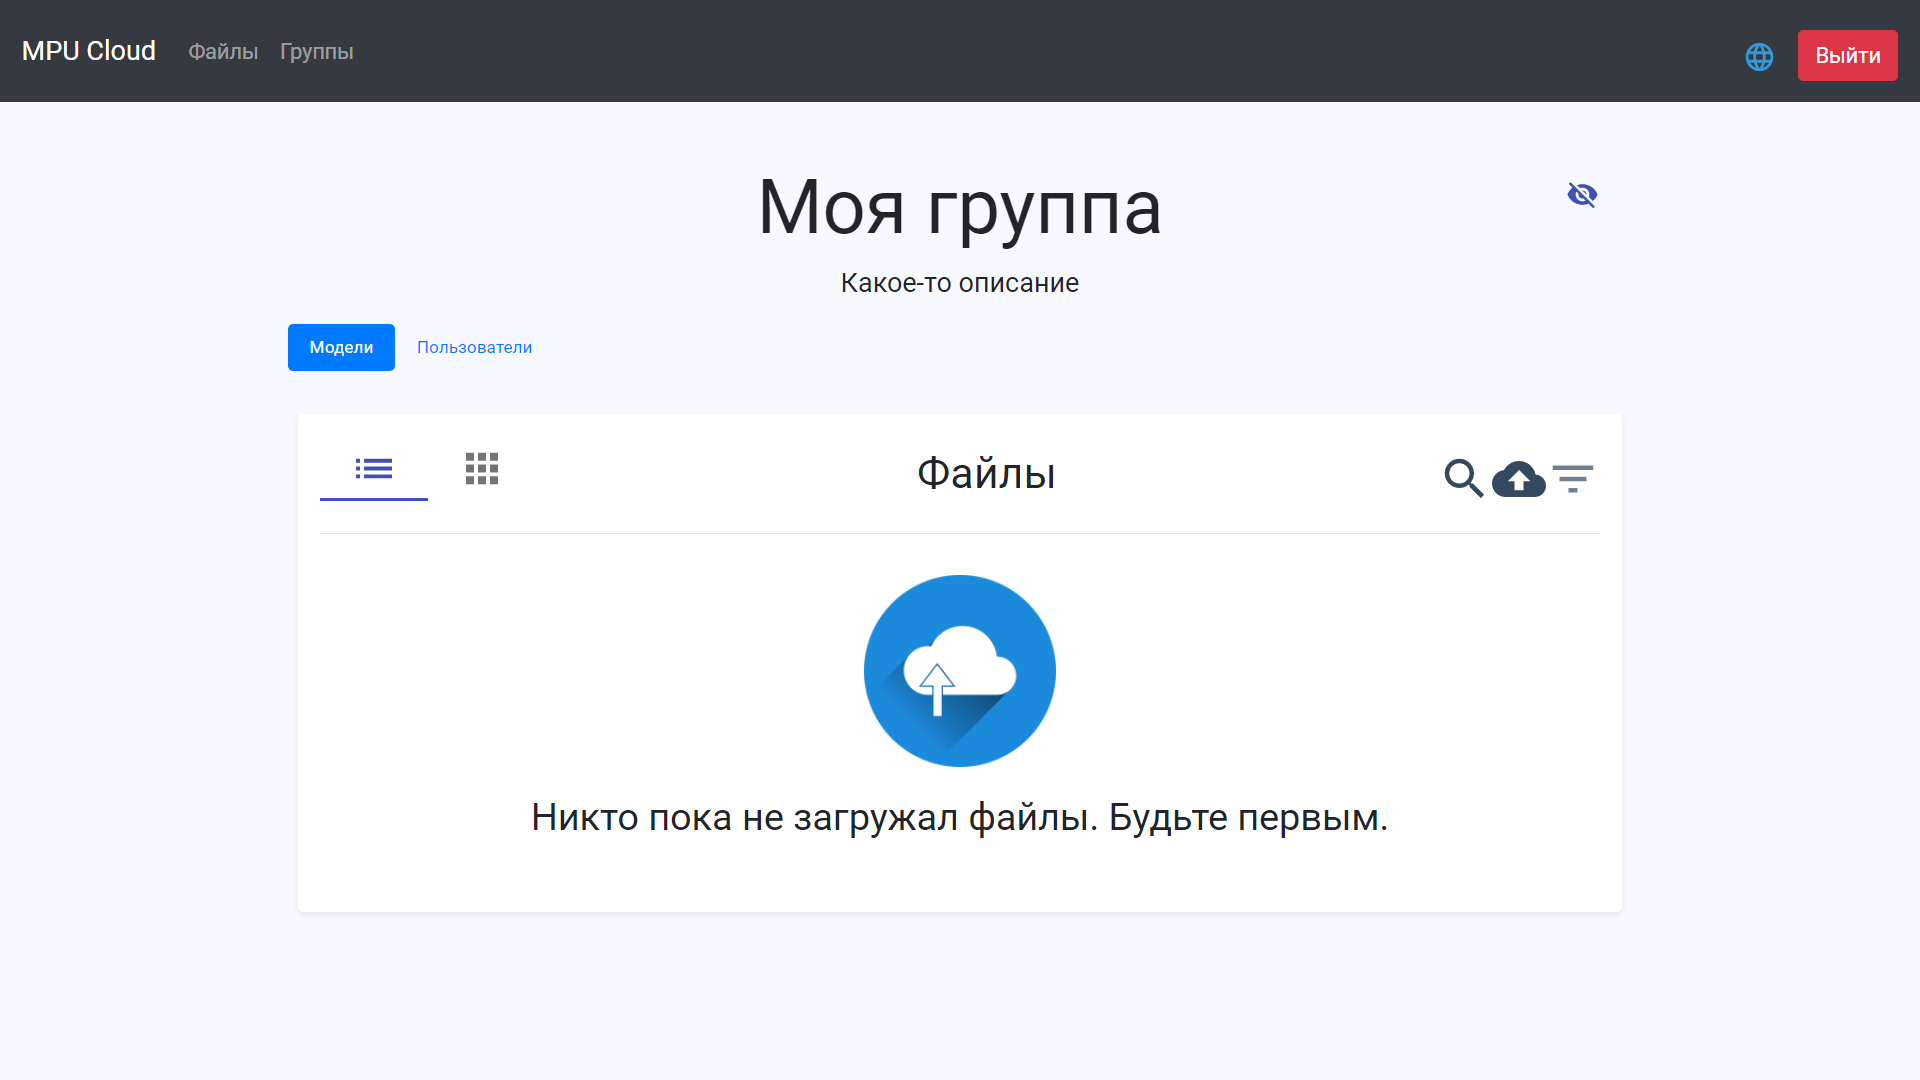 MPU Cloud Файлы Группы Выйти
Моя группа
Какое-то описание
Модели Пользователи
Файлы
Никто пока не загружал файлы. Будьте первым.